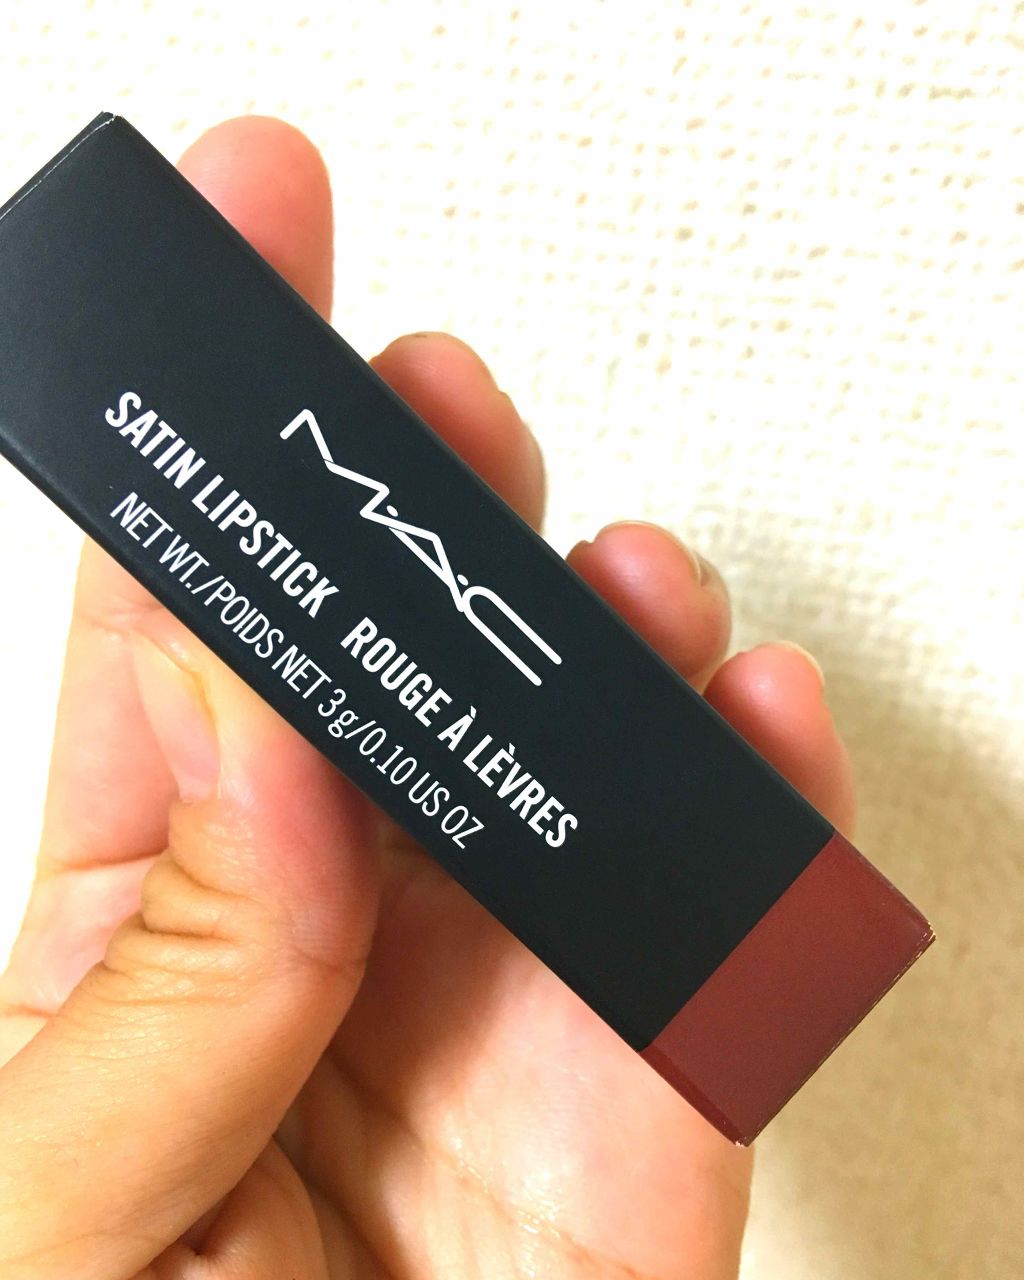 M·A·C
SATIN LIPSTICK ROUGE À LÈVRES
NET WT./POIDS NET 3 g/0.10 US OZ